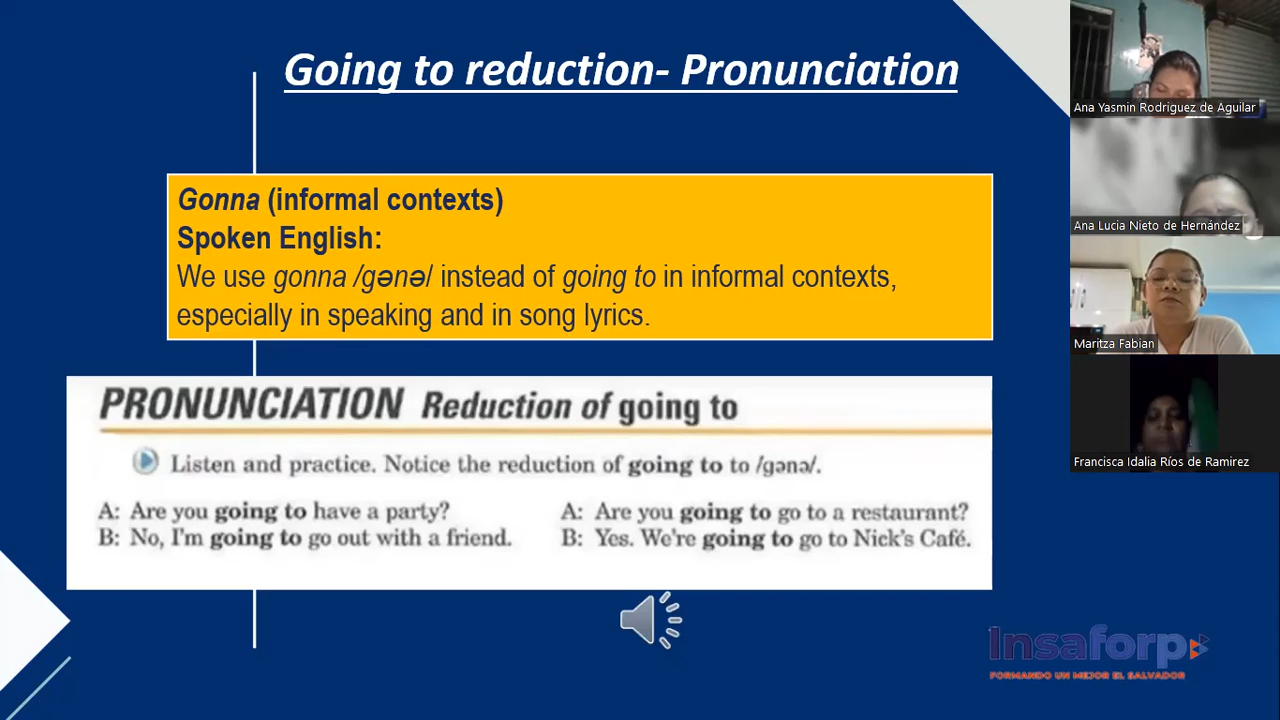 Going to reduction- Pronunciation
Gonna (informal contexts)
Spoken English:
We use gonna /gənə/ instead of going to in informal contexts,
especially in speaking and in song lyrics.
PRONUNCIATION Reduction of going to
Listen and practice. Notice the reduction of going to to /gənə/.
A: Are you going to have a party?
B: No, I'm going to go out with a friend.
A: Are you going to go to a restaurant?
B: Yes. We're going to go to Nick's Café.
Insaforp
FORMANDO UN MEJOR EL SALVADOR
Ana Yasmin Rodriguez de Aguilar
Ana Lucia Nieto de Hernández
Maritza Fabian
Francisca Idalia Ríos de Ramirez